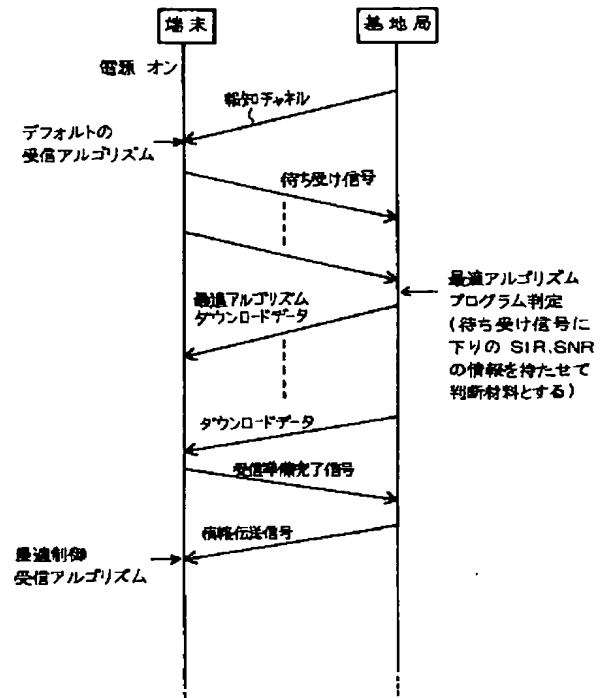 端末
基地局
電源 オン
報知チャネル
デフォルトの
受信アルゴリズム
待ち受け信号
最適アルゴリズム
プログラム判定
(待ち受け信号に
下りの SIR、SNR
の情報を持たせて
判断材料とする)
最適アルゴリズム
ダウンロードデータ
ダウンロードデータ
受信準備完了信号
情報伝送信号
最適制御
受信アルゴリズム